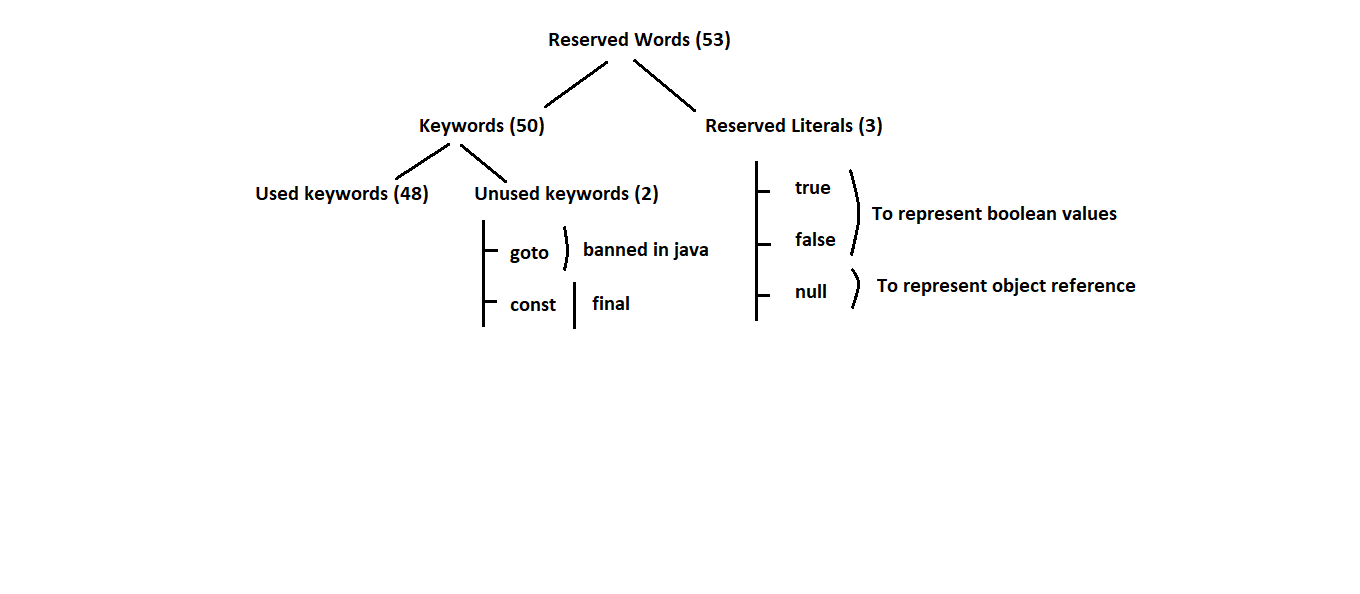 Reserved Words (53)
Keywords (50)
Reserved Literals (3)
Used keywords (48)
Unused keywords (2)
goto
banned in java
const
final
true
false
To represent boolean values
null
To represent object reference